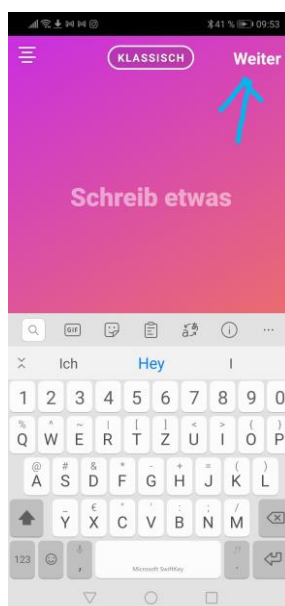 41 % 09:53
KLASSISCH Weiter
Schreib etwas
GIF
Ich Hey I
1 2 3 4 5 6 7 8 9 0
% ^ ~ | [ ] < > { }
Q W E R T Z U I O P
@ # & * - + = ( )
A S D F G H J K L
€
Y X C V B N M
123 , Microsoft SwiftKey .